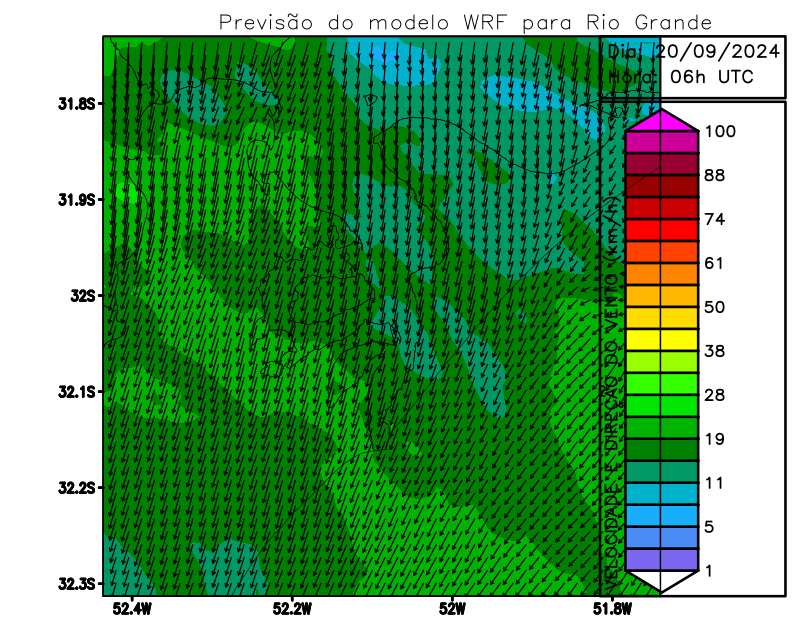 Previsão do modelo WRF para Rio Grande
Dia: 20/09/2024
Hora: 06h UTC
31.8S
31.9S
32S
32.1S
32.2S
32.3S
52.4W
52.2W
52W
51.8W
VELOCIDADE E DIREÇÃO DO VENTO (km/h)
100
88
74
61
50
38
28
19
11
5
1